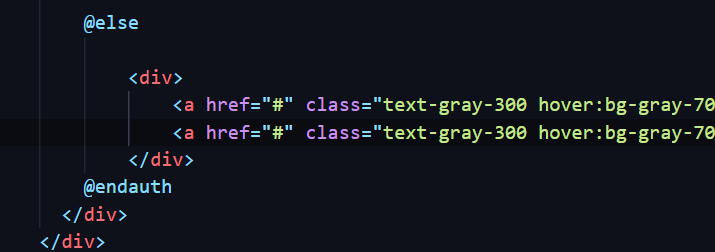 @else
<div>
<a href="#" class="text-gray-300 hover:bg-gray-70
<a href="#" class="text-gray-300 hover:bg-gray-70
</div>
@endauth
</div>
</div>